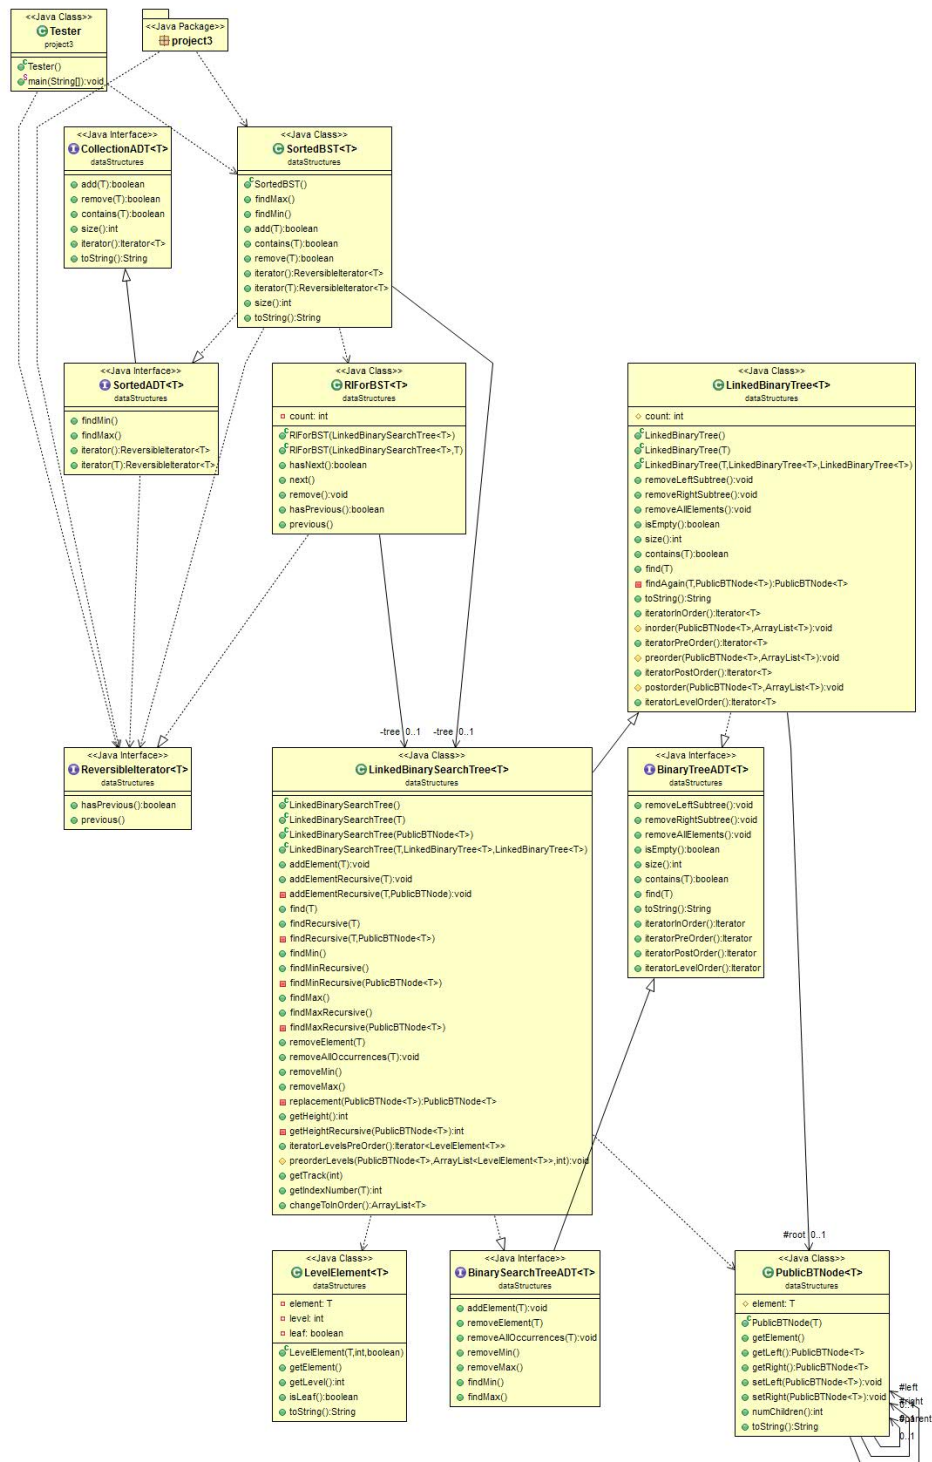 <<Java Class>>
Tester
project3
Tester()
main(String[]):void
<<Java Package>>
project3
<<Java Interface>>
CollectionADT<T>
dataStructures
add(T):boolean
remove(T):boolean
contains(T):boolean
size():int
iterator():Iterator<T>
toString():String
<<Java Class>>
SortedBST<T>
dataStructures
SortedBST()
findMax()
findMin()
add(T):boolean
contains(T):boolean
remove(T):boolean
iterator():ReversibleIterator<T>
iterator(T):ReversibleIterator<T>
size():int
toString():String
<<Java Interface>>
SortedADT<T>
dataStructures
findMin()
findMax()
iterator():ReversibleIterator<T>
iterator(T):ReversibleIterator<T>
<<Java Class>>
RIForBST<T>
dataStructures
count: int
RIForBST(LinkedBinarySearchTree<T>)
RIForBST(LinkedBinarySearchTree<T>,T)
hasNext():boolean
next()
remove():void
hasPrevious():boolean
previous()
<<Java Class>>
LinkedBinaryTree<T>
dataStructures
count: int
LinkedBinaryTree()
LinkedBinaryTree(T)
LinkedBinaryTree(T,LinkedBinaryTree<T>,LinkedBinaryTree<T>)
removeLeftSubtree():void
removeRightSubtree():void
removeAllElements():void
isEmpty():boolean
size():int
contains(T):boolean
find(T)
findAgain(T,PublicBTNode<T>):PublicBTNode<T>
toString():String
iteratorInOrder():Iterator<T>
inorder(PublicBTNode<T>,ArrayList<T>):void
iteratorPreOrder():Iterator<T>
preorder(PublicBTNode<T>,ArrayList<T>):void
iteratorPostOrder():Iterator<T>
postorder(PublicBTNode<T>,ArrayList<T>):void
iteratorLevelOrder():Iterator<T>
-tree 0..1 -tree 0..1
<<Java Interface>>
ReversibleIterator<T>
dataStructures
hasPrevious():boolean
previous()
<<Java Class>>
LinkedBinarySearchTree<T>
dataStructures
LinkedBinarySearchTree()
LinkedBinarySearchTree(T)
LinkedBinarySearchTree(PublicBTNode<T>)
LinkedBinarySearchTree(T,LinkedBinaryTree<T>,LinkedBinaryTree<T>)
addElement(T):void
addElementRecursive(T):void
addElementRecursive(T,PublicBTNode):void
find(T)
findRecursive(T)
findRecursive(T,PublicBTNode<T>)
findMin()
findMinRecursive()
findMinRecursive(PublicBTNode<T>)
findMax()
findMaxRecursive()
findMaxRecursive(PublicBTNode<T>)
removeElement(T)
removeAllOccurrences(T):void
removeMin()
removeMax()
replacement(PublicBTNode<T>):PublicBTNode<T>
getHeight():int
getHeightRecursive(PublicBTNode<T>):int
iteratorLevelsPreOrder():Iterator<LevelElement<T>>
preorderLevels(PublicBTNode<T>,ArrayList<LevelElement<T>>,int):void
getTrack(int)
getIndexNumber(T):int
changeToInOrder():ArrayList<T>
<<Java Interface>>
BinaryTreeADT<T>
dataStructures
removeLeftSubtree():void
removeRightSubtree():void
removeAllElements():void
isEmpty():boolean
size():int
contains(T):boolean
find(T)
toString():String
iteratorInOrder():Iterator
iteratorPreOrder():Iterator
iteratorPostOrder():Iterator
iteratorLevelOrder():Iterator
#root 0..1
<<Java Class>>
LevelElement<T>
dataStructures
element: T
level: int
leaf: boolean
LevelElement(T,int,boolean)
getElement()
getLevel():int
isLeaf():boolean
toString():String
<<Java Interface>>
BinarySearchTreeADT<T>
dataStructures
addElement(T):void
removeElement(T)
removeAllOccurrences(T):void
removeMin()
removeMax()
findMin()
findMax()
<<Java Class>>
PublicBTNode<T>
dataStructures
element: T
PublicBTNode(T)
getElement()
getLeft():PublicBTNode<T>
getRight():PublicBTNode<T>
setLeft(PublicBTNode<T>):void
setRight(PublicBTNode<T>):void
numChildren():int
toString():String
#left
#right
#parent
0..1